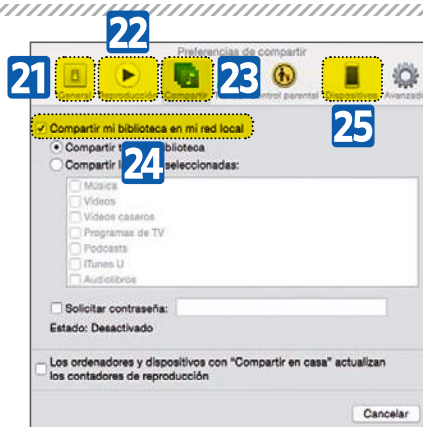 22
Preferencias de compartir
21
23
General Reproducción Compartir Control parental Dispositivos Avanzado
25
Compartir mi biblioteca en mi red local
Compartir biblioteca
24
Compartir seleccionadas:
Música
Vídeos
Vídeos caseros
Programas de TV
Podcasts
iTunes U
Audiolibros
Solicitar contraseña:
Estado: Desactivado
Los ordenadores y dispositivos con "Compartir en casa" actualizan
los contadores de reproducción
Cancelar